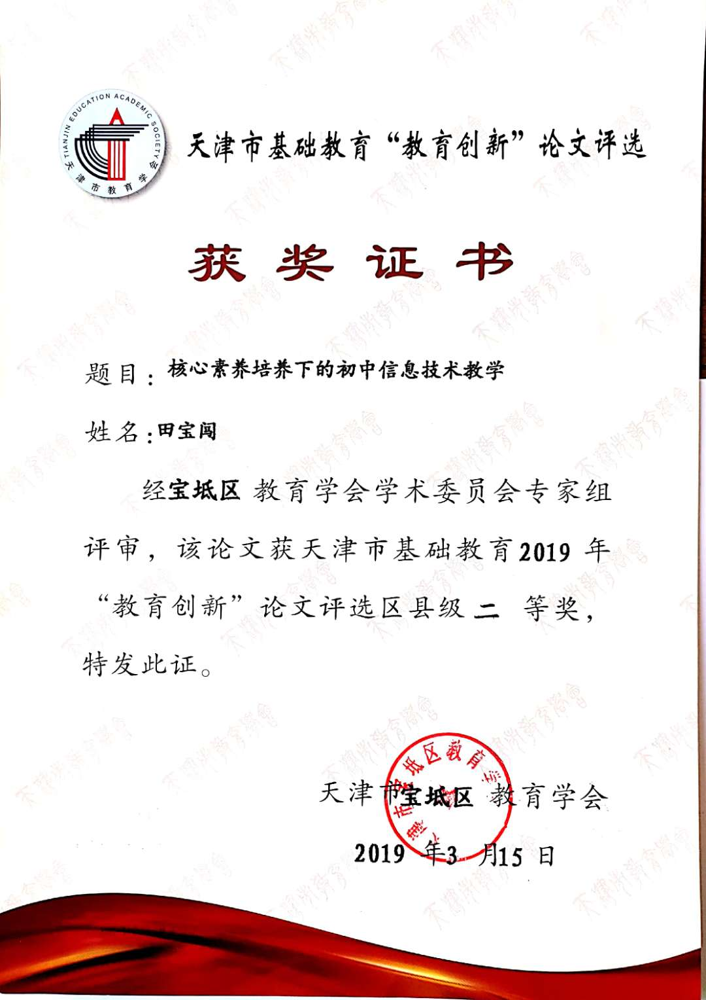 TIANJIN EDUCATION ACADEMIC SOCIETY
天津市教育学会
天津市基础教育“教育创新”论文评选
获奖证书
题目：核心素养培养下的初中信息技术教学
姓名：田宝闯
经宝坻区 教育学会学术委员会专家组
评审，该论文获天津市基础教育2019 年
“教育创新”论文评选区县级 二 等奖，
特发此证。
天津市宝坻区教育学
天津市宝坻区 教育学会
2019 年3 月15 日